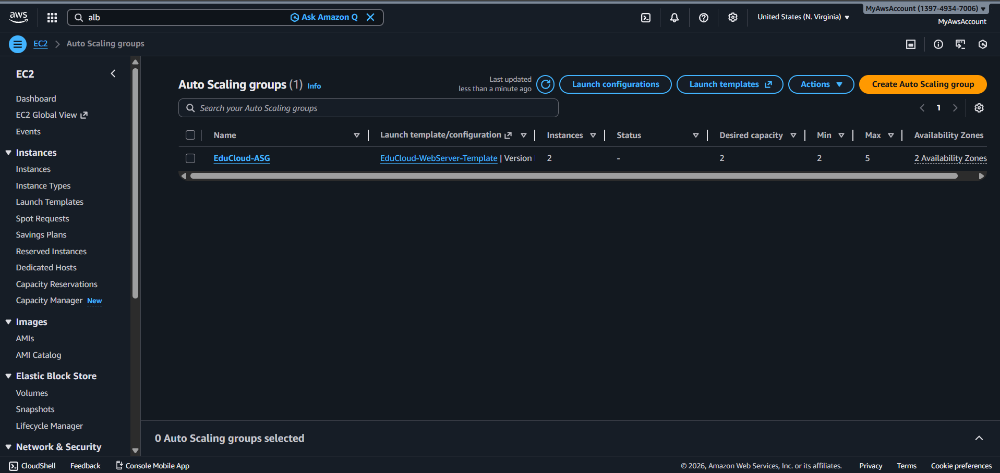 aws
alb
Ask Amazon Q
United States (N. Virginia)
MyAwsAccount (1397-4934-7006)
MyAwsAccount
EC2
Auto Scaling groups
EC2
Dashboard
EC2 Global View
Events
Instances
Instances
Instance Types
Launch Templates
Spot Requests
Savings Plans
Reserved Instances
Dedicated Hosts
Capacity Reservations
Capacity Manager New
Images
AMIs
AMI Catalog
Elastic Block Store
Volumes
Snapshots
Lifecycle Manager
Network & Security
Auto Scaling groups (1) Info
Last updated
less than a minute ago
Launch configurations
Launch templates
Actions
Create Auto Scaling group
Search your Auto Scaling groups
1
Name Launch template/configuration Instances Status Desired capacity Min Max Availability Zones
EduCloud-ASG EduCloud-WebServer-Template | Version 2 - 2 2 5 2 Availability Zones
0 Auto Scaling groups selected
CloudShell Feedback Console Mobile App © 2026, Amazon Web Services, Inc. or its affiliates. Privacy Terms Cookie preferences